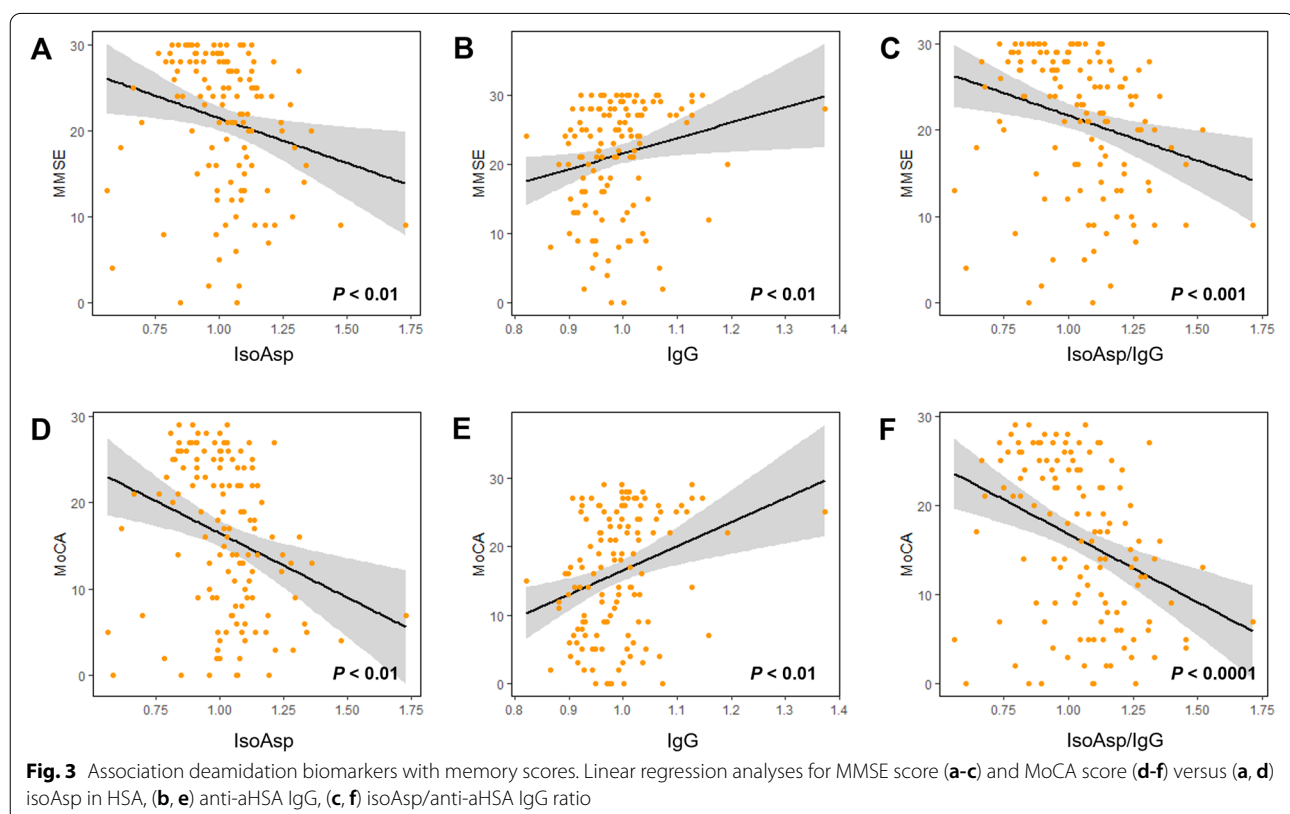 A
MMSE
30
20
10
0
0.75 1.00 1.25 1.50 1.75
IsoAsp
P < 0.01
B
MMSE
30
20
10
0
0.8 0.9 1.0 1.1 1.2 1.3 1.4
IgG
P < 0.01
C
MMSE
30
20
10
0
0.75 1.00 1.25 1.50 1.75
IsoAsp/IgG
P < 0.001
D
MoCA
30
20
10
0
0.75 1.00 1.25 1.50 1.75
IsoAsp
P < 0.01
E
MoCA
30
20
10
0
0.8 0.9 1.0 1.1 1.2 1.3 1.4
IgG
P < 0.01
F
MoCA
30
20
10
0
0.75 1.00 1.25 1.50 1.75
IsoAsp/IgG
P < 0.0001
Fig. 3 Association deamidation biomarkers with memory scores. Linear regression analyses for MMSE score (a-c) and MoCA score (d-f) versus (a, d)
isoAsp in HSA, (b, e) anti-aHSA IgG, (c, f) isoAsp/anti-aHSA IgG ratio